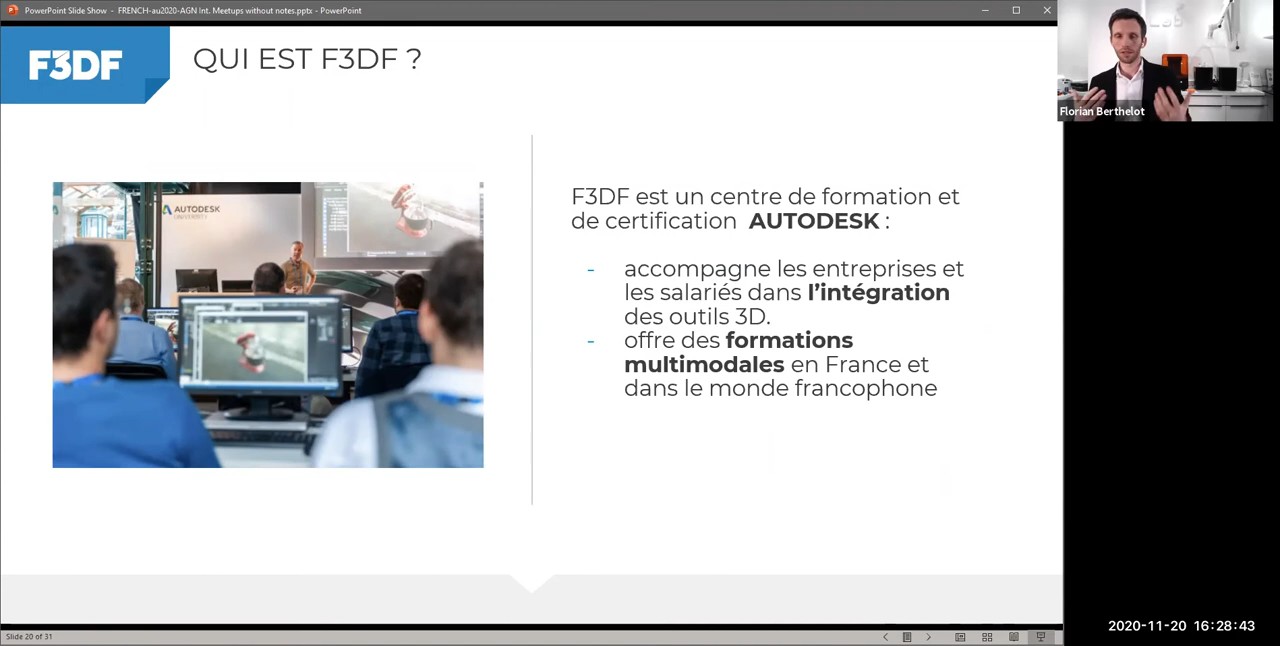 PowerPoint Slide Show - FRENCH-au2020-AGN Int. Meetups without notes.pptx - PowerPoint
F3DF
QUI EST F3DF ?
Florian Berthelot
AUTODESK
UNIVERSITY
F3DF est un centre de formation et
de certification AUTODESK :
- accompagne les entreprises et
les salariés dans l’intégration
des outils 3D.
- offre des formations
multimodales en France et
dans le monde francophone
Slide 20 of 31
2020-11-20 16:28:43